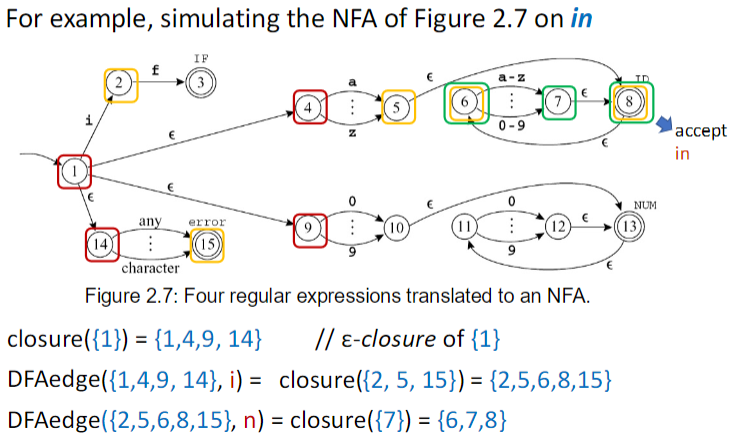 For example, simulating the NFA of Figure 2.7 on in
IF
f
2
3
a
ϵ
a-z
ID
i
4
5
6
7
ϵ
8
z
0-9
ϵ
accept
in
ϵ
1
ϵ
ϵ
0
ϵ
0
NUM
any
error
9
10
11
12
ϵ
13
14
15
9
9
ϵ
character
Figure 2.7: Four regular expressions translated to an NFA.
closure({1}) = {1,4,9, 14} // ε-closure of {1}
DFAedge({1,4,9, 14}, i) = closure({2, 5, 15}) = {2,5,6,8,15}
DFAedge({2,5,6,8,15}, n) = closure({7}) = {6,7,8}